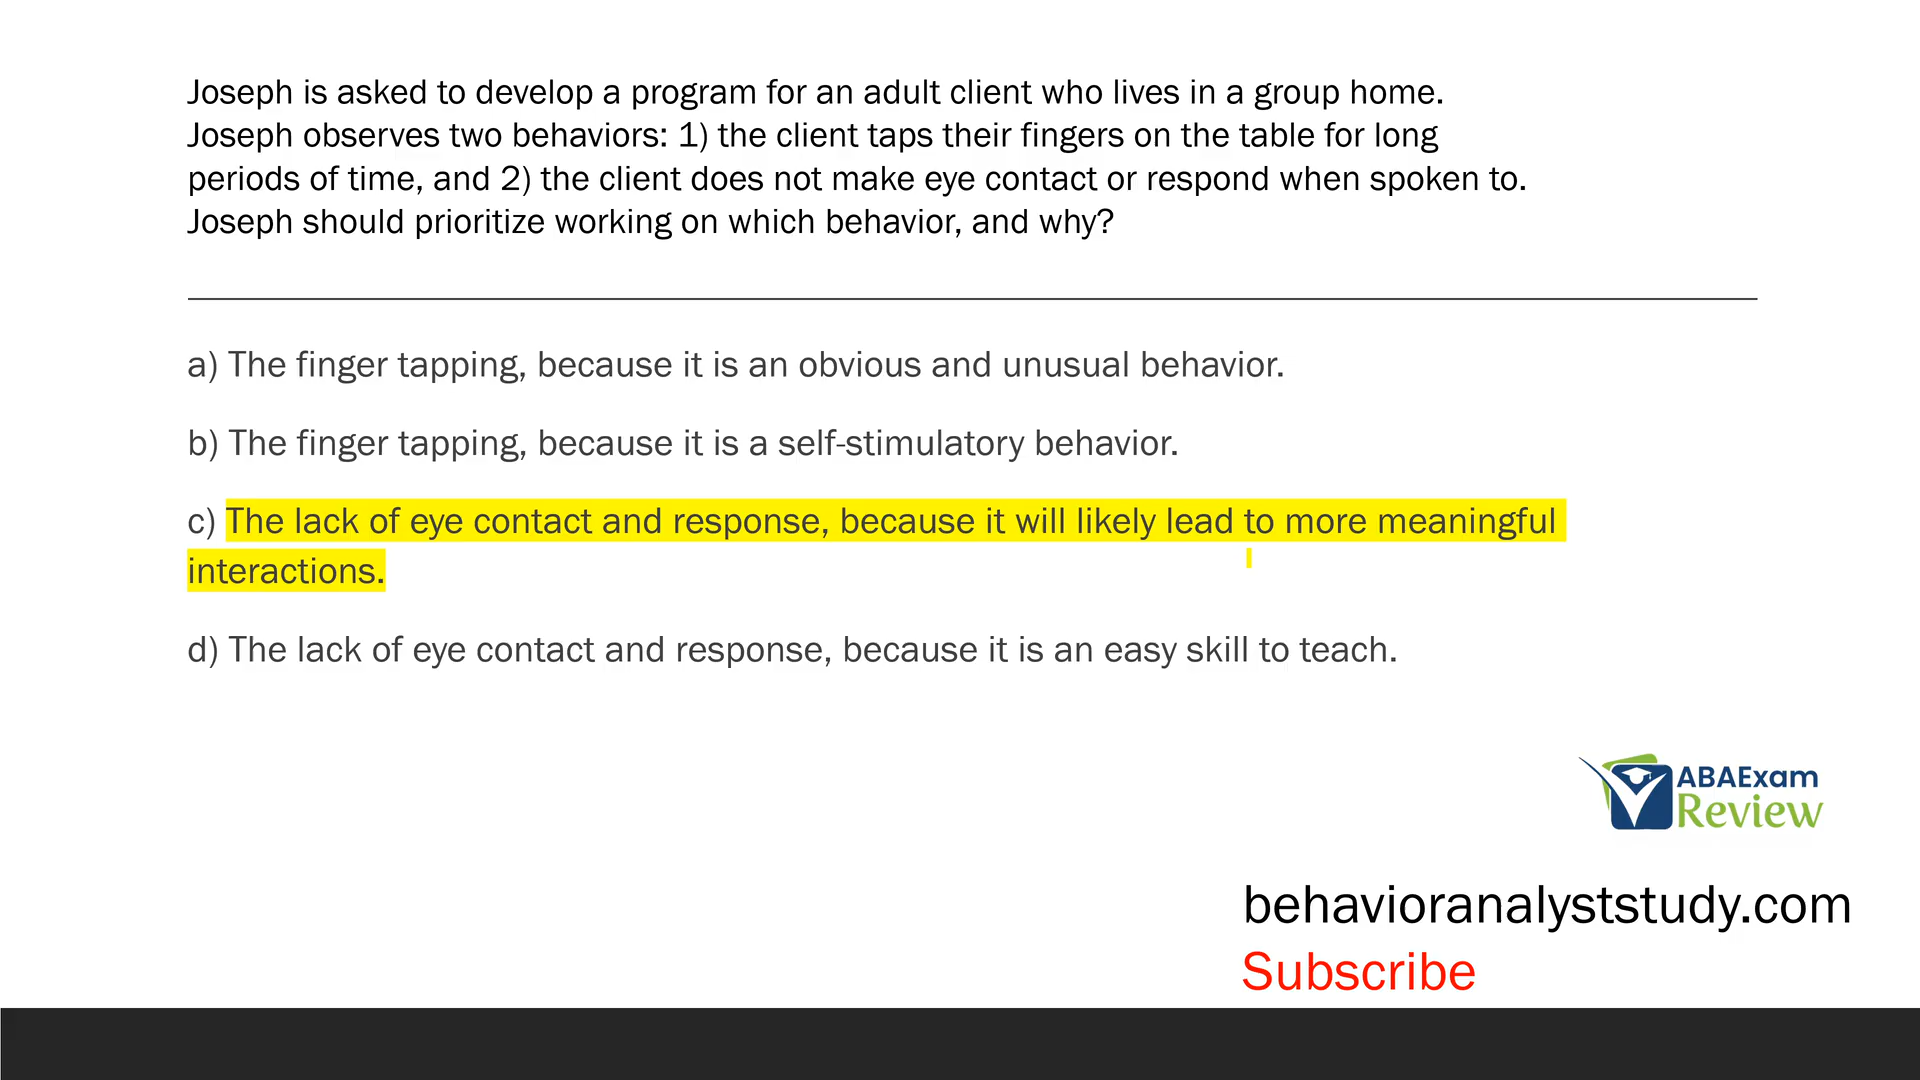 Joseph is asked to develop a program for an adult client who lives in a group home.
Joseph observes two behaviors: 1) the client taps their fingers on the table for long
periods of time, and 2) the client does not make eye contact or respond when spoken to.
Joseph should prioritize working on which behavior, and why?
a) The finger tapping, because it is an obvious and unusual behavior.
b) The finger tapping, because it is a self-stimulatory behavior.
c) The lack of eye contact and response, because it will likely lead to more meaningful
interactions.
d) The lack of eye contact and response, because it is an easy skill to teach.
ABAExam
Review
behavioranalyststudy.com
Subscribe